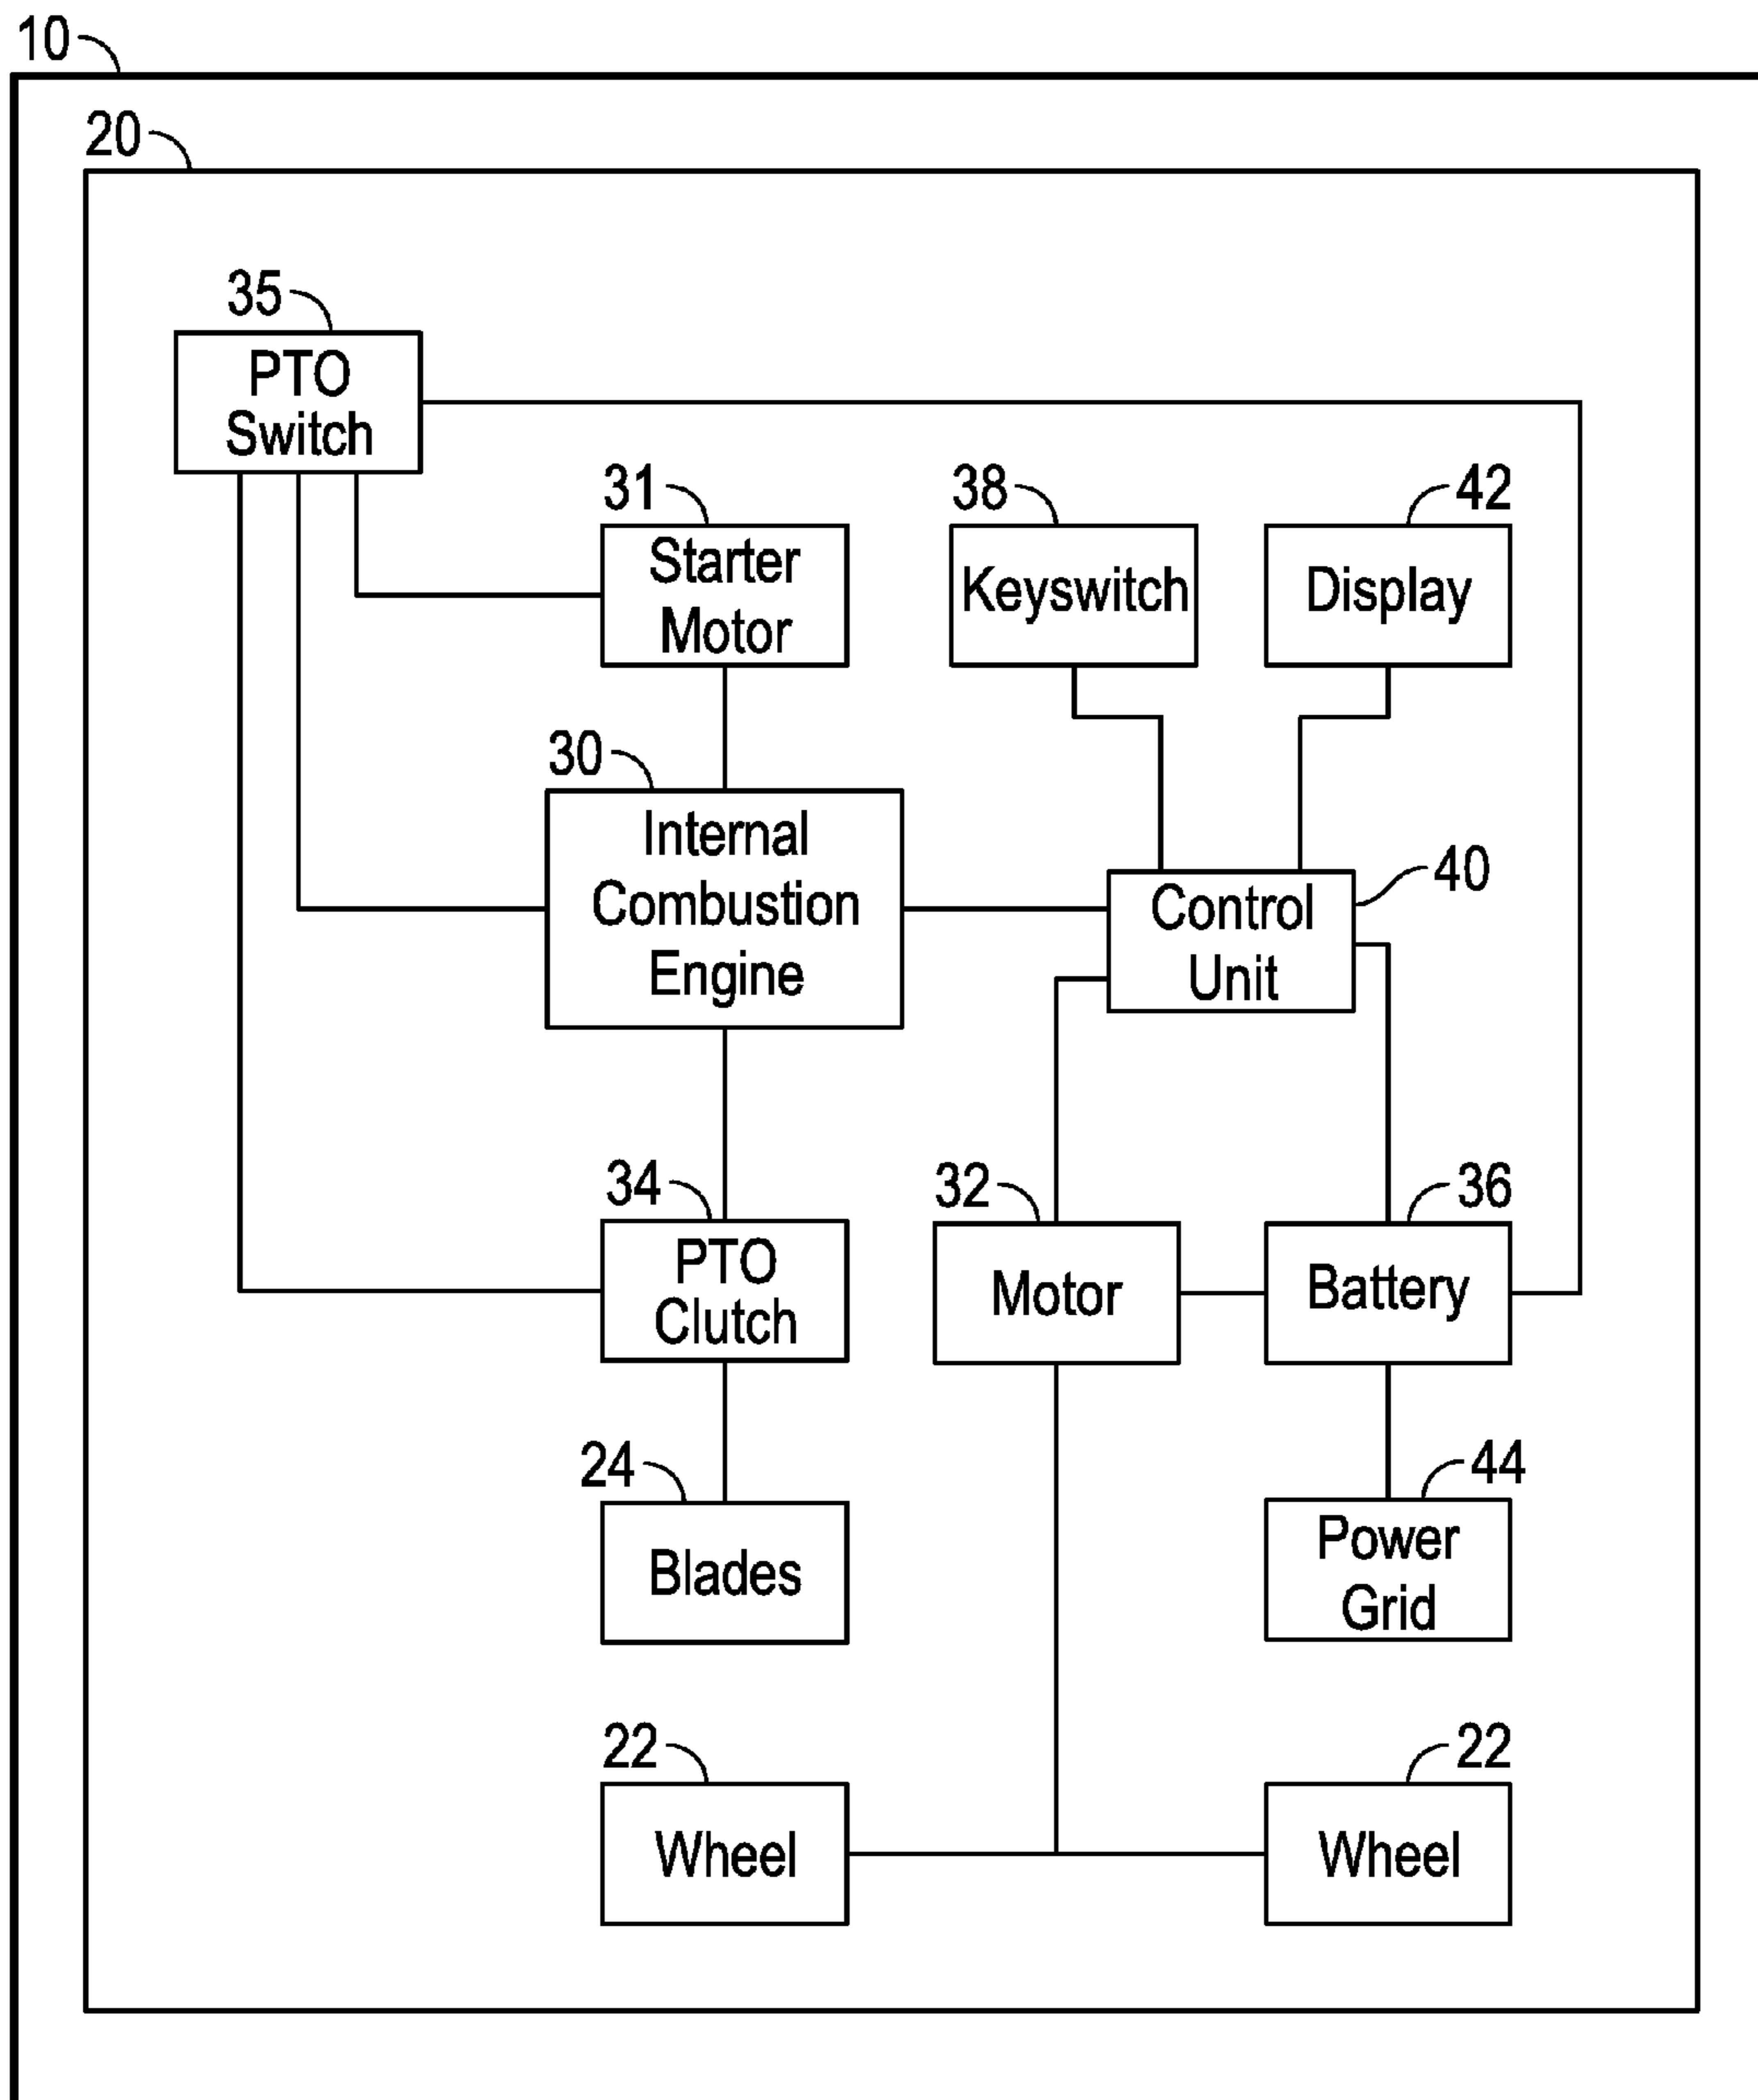 10
20
35
PTO
Switch
31
Starter
Motor
38
Keyswitch
42
Display
30
Internal
Combustion
Engine
40
Control
Unit
34
PTO
Clutch
32
Motor
36
Battery
24
Blades
44
Power
Grid
22
Wheel
22
Wheel